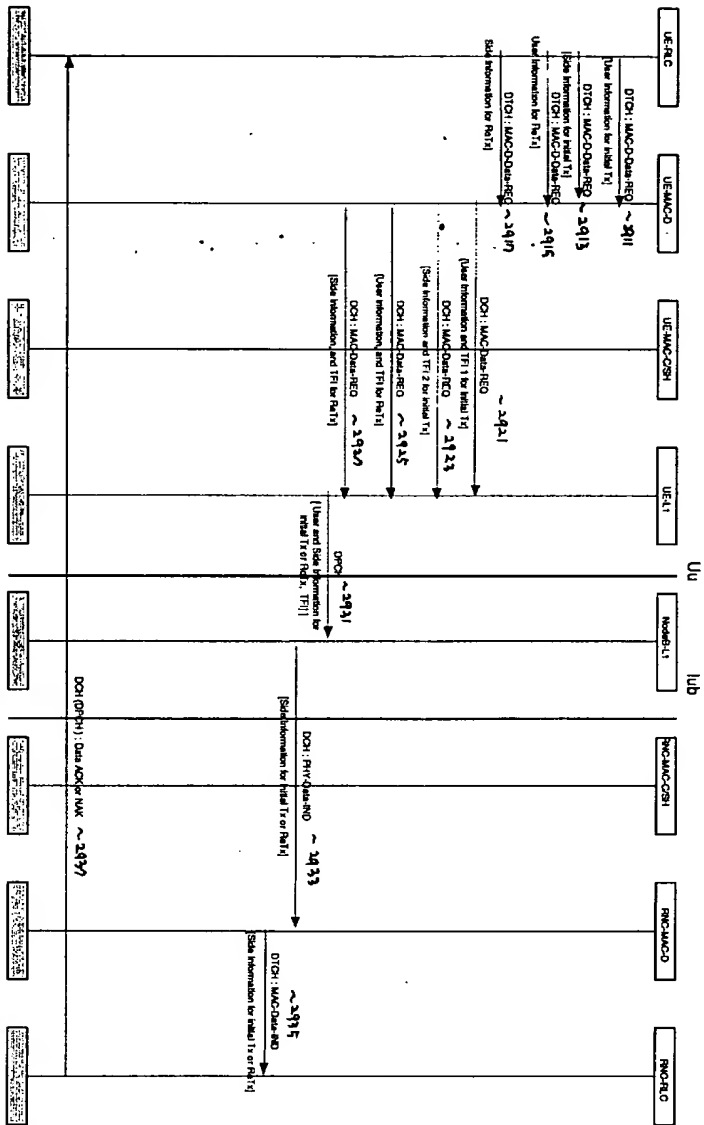 Uu
Iub
UE-RLC
UE-MAC-D
UE-MAC-C/SH
UE-L1
NodeB-L1
RNC-MAC-C/SH
RNC-MAC-D
RNC-RLC
DTCH : MAC-D-Data-REQ ~2911
[User Information for initial Tx]
DTCH : MAC-D-Data-REQ ~2913
[Side Information for initial Tx]
DTCH : MAC-D-Data-REQ ~2915
User Information for ReTx]
DTCH : MAC-D-Data-REQ ~2917
Side Information for ReTx]
DCH : MAC-Data-REQ ~2921
[User Information and TFI 1 for initial Tx]
DCH : MAC-Data-REQ ~2923
[Side Information and TFI 2 for initial Tx]
DCH : MAC-Data-REQ ~2925
[User Information, and TFI for ReTx]
DCH : MAC-Data-REQ ~2927
[Side Information, and TFI for ReTx]
DPCH ~2931
[User and Side Information for
initial Tx or ReTx, TFI]
DCH : PHY-Data-IND ~2933
[Side Information for initial Tx or ReTx]
DTCH : MAC-Data-IND ~2935
[Side Information for initial Tx or ReTx]
DCH (DPCH) : Data ACK or NAK ~2937